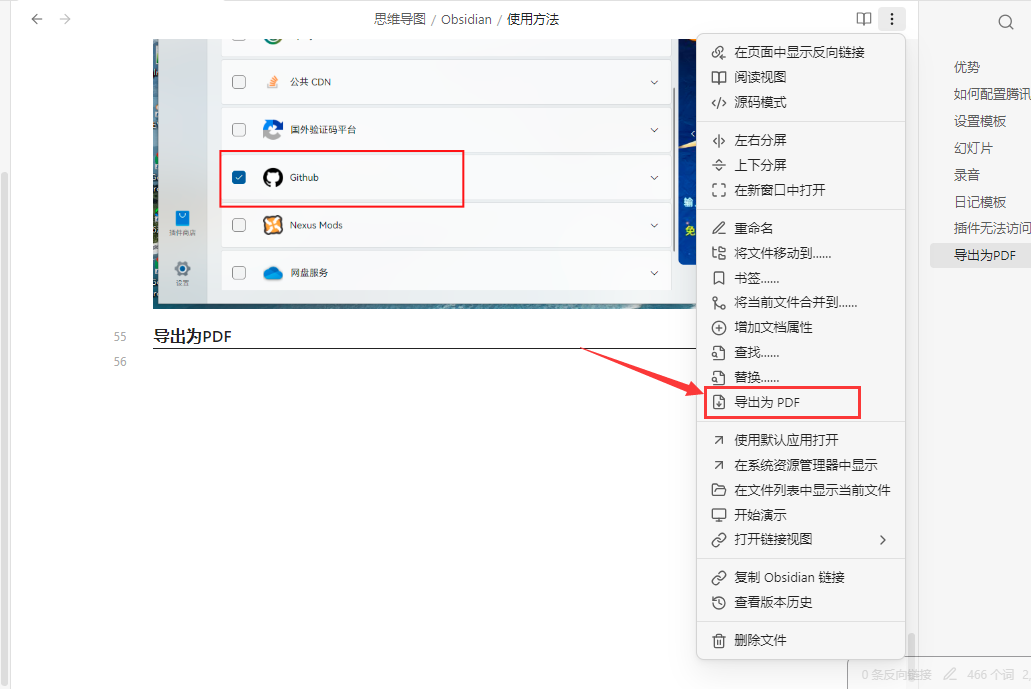 思维导图 / Obsidian / 使用方法
公共 CDN
国外验证码平台
Github
Nexus Mods
网盘服务
插件商店
设置
输
免
55 导出为PDF
56
在页面中显示反向链接
阅读视图
源码模式
左右分屏
上下分屏
在新窗口中打开
重命名
将文件移动到......
书签......
将当前文件合并到......
增加文档属性
查找......
替换......
导出为 PDF
使用默认应用打开
在系统资源管理器中显示
在文件列表中显示当前文件
开始演示
打开链接视图
复制 Obsidian 链接
查看版本历史
删除文件
优势
如何配置腾讯
设置模板
幻灯片
录音
日记模板
插件无法访问
导出为PDF
0 条反向链接 466 个词 2,